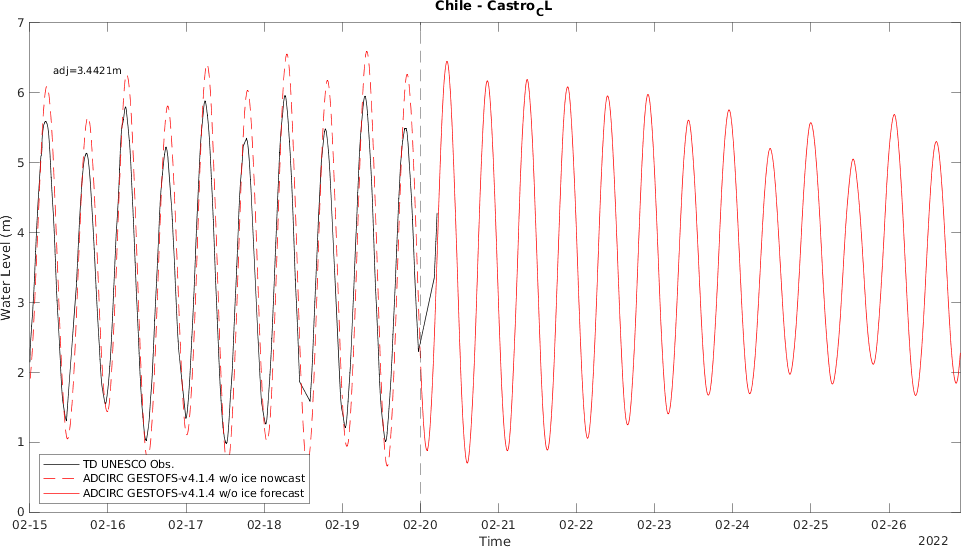 Chile - Castro_CL
7
6
5
4
3
2
1
0
Water Level (m)
adj=3.4421m
TD UNESCO Obs.
ADCIRC GESTOFS-v4.1.4 w/o ice nowcast
ADCIRC GESTOFS-v4.1.4 w/o ice forecast
02-15 02-16 02-17 02-18 02-19 02-20 02-21 02-22 02-23 02-24 02-25 02-26
Time
2022